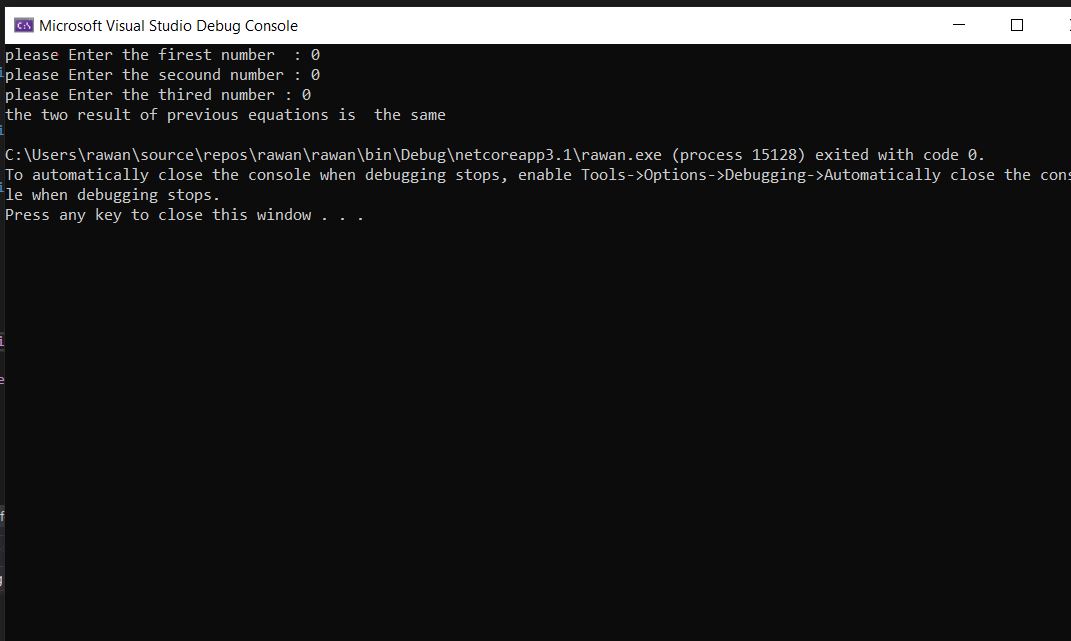 Microsoft Visual Studio Debug Console
please Enter the firest number  : 0
please Enter the secound number : 0
please Enter the thired number : 0
the two result of previous equations is  the same
C:\Users\rawan\source\repos\rawan\rawan\bin\Debug\netcoreapp3.1\rawan.exe (process 15128) exited with code 0.
To automatically close the console when debugging stops, enable Tools->Options->Debugging->Automatically close the cons
le when debugging stops.
Press any key to close this window . . .